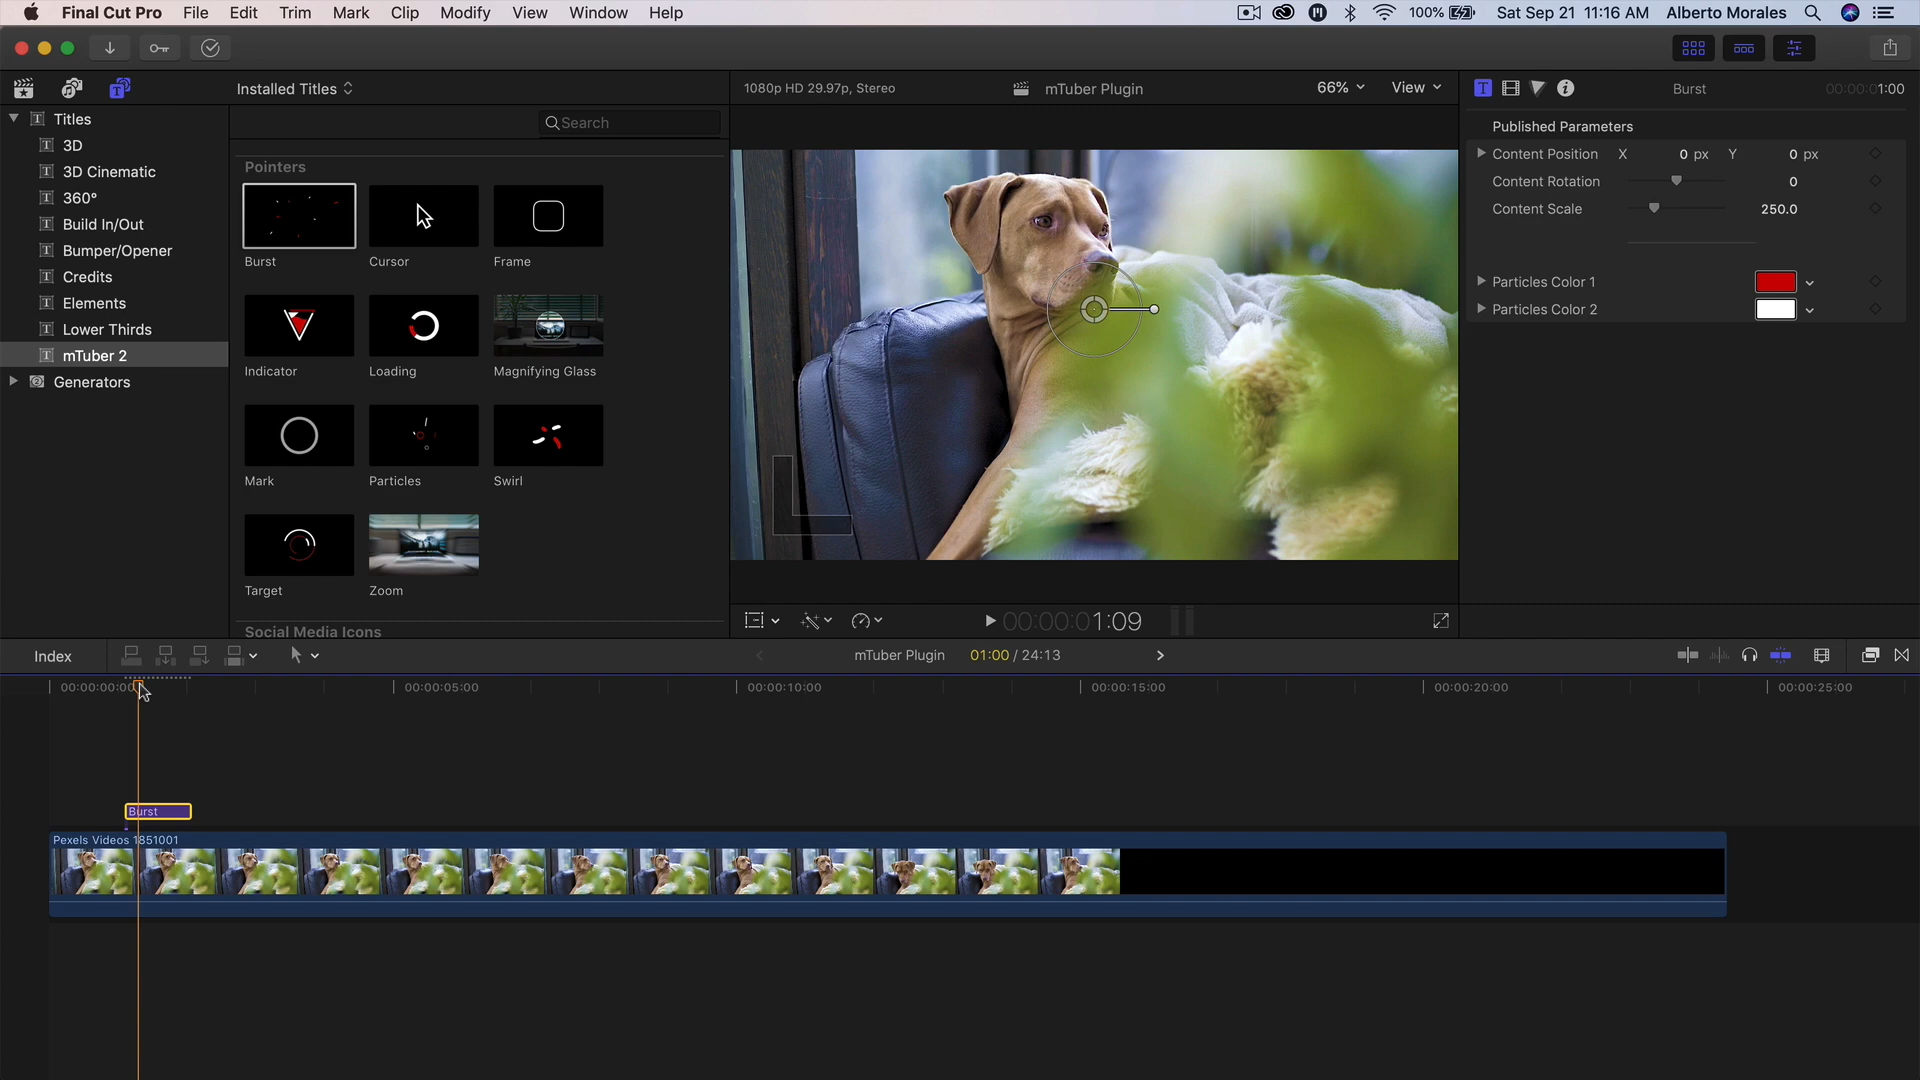 Final Cut Pro File Edit Trim Mark Clip Modify View Window Help 100% Sat Sep 21 11:16 AM Alberto Morales
Installed Titles
1080p HD 29.97p, Stereo mTuber Plugin 66% View
Burst 00:00:01:00
Titles
3D
3D Cinematic
360°
Build In/Out
Bumper/Opener
Credits
Elements
Lower Thirds
mTuber 2
Generators
Search
Pointers
Burst Cursor Frame
Indicator Loading Magnifying Glass
Mark Particles Swirl
Target Zoom
Social Media Icons
Published Parameters
Content Position X 0 px Y 0 px
Content Rotation 0
Content Scale 250.0
Particles Color 1
Particles Color 2
00:00:01:09
Index mTuber Plugin 01:00 / 24:13
00:00:00:0 00:00:05:00 00:00:10:00 00:00:15:00 00:00:20:00 00:00:25:00
Burst
Pexels Videos 1851001